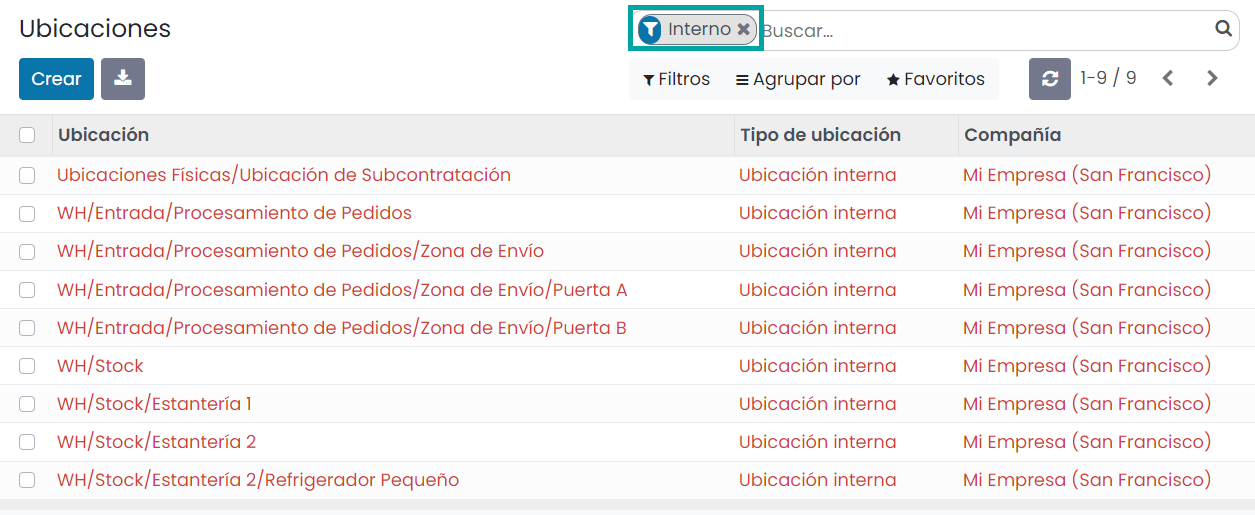 Ubicaciones
Interno Buscar...
Crear
Filtros Agrupar por Favoritos 1-9 / 9
Ubicación Tipo de ubicación Compañía
Ubicaciones Físicas/Ubicación de Subcontratación Ubicación interna Mi Empresa (San Francisco)
WH/Entrada/Procesamiento de Pedidos Ubicación interna Mi Empresa (San Francisco)
WH/Entrada/Procesamiento de Pedidos/Zona de Envío Ubicación interna Mi Empresa (San Francisco)
WH/Entrada/Procesamiento de Pedidos/Zona de Envío/Puerta A Ubicación interna Mi Empresa (San Francisco)
WH/Entrada/Procesamiento de Pedidos/Zona de Envío/Puerta B Ubicación interna Mi Empresa (San Francisco)
WH/Stock Ubicación interna Mi Empresa (San Francisco)
WH/Stock/Estantería 1 Ubicación interna Mi Empresa (San Francisco)
WH/Stock/Estantería 2 Ubicación interna Mi Empresa (San Francisco)
WH/Stock/Estantería 2/Refrigerador Pequeño Ubicación interna Mi Empresa (San Francisco)